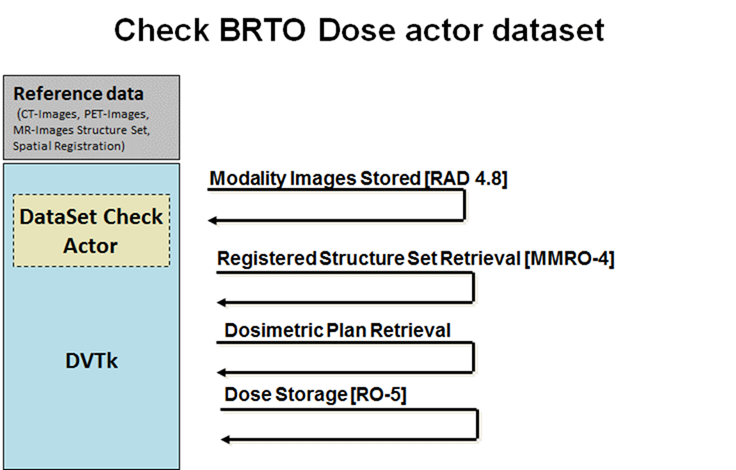 Check BRTO Dose actor dataset
Reference data
(CT-Images, PET-Images,
MR-Images Structure Set,
Spatial Registration)
Modality Images Stored [RAD 4.8]
DataSet Check
Actor
Registered Structure Set Retrieval [MMRO-4]
Dosimetric Plan Retrieval
DVTk
Dose Storage [RO-5]